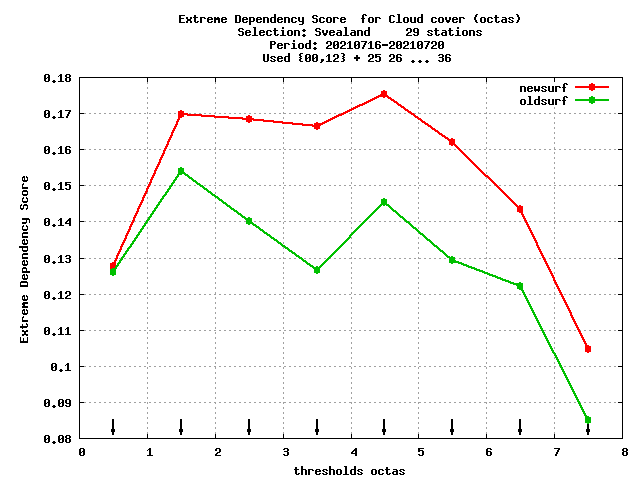 Extreme Dependency Score  for Cloud cover (octas)
Selection: Svealand     29 stations
Period: 20210716-20210720
Used {00,12} + 25 26 ... 36
newsurf
oldsurf
Extreme Dependency Score
0.18
0.17
0.16
0.15
0.14
0.13
0.12
0.11
0.1
0.09
0.08
0 1 2 3 4 5 6 7 8
thresholds octas